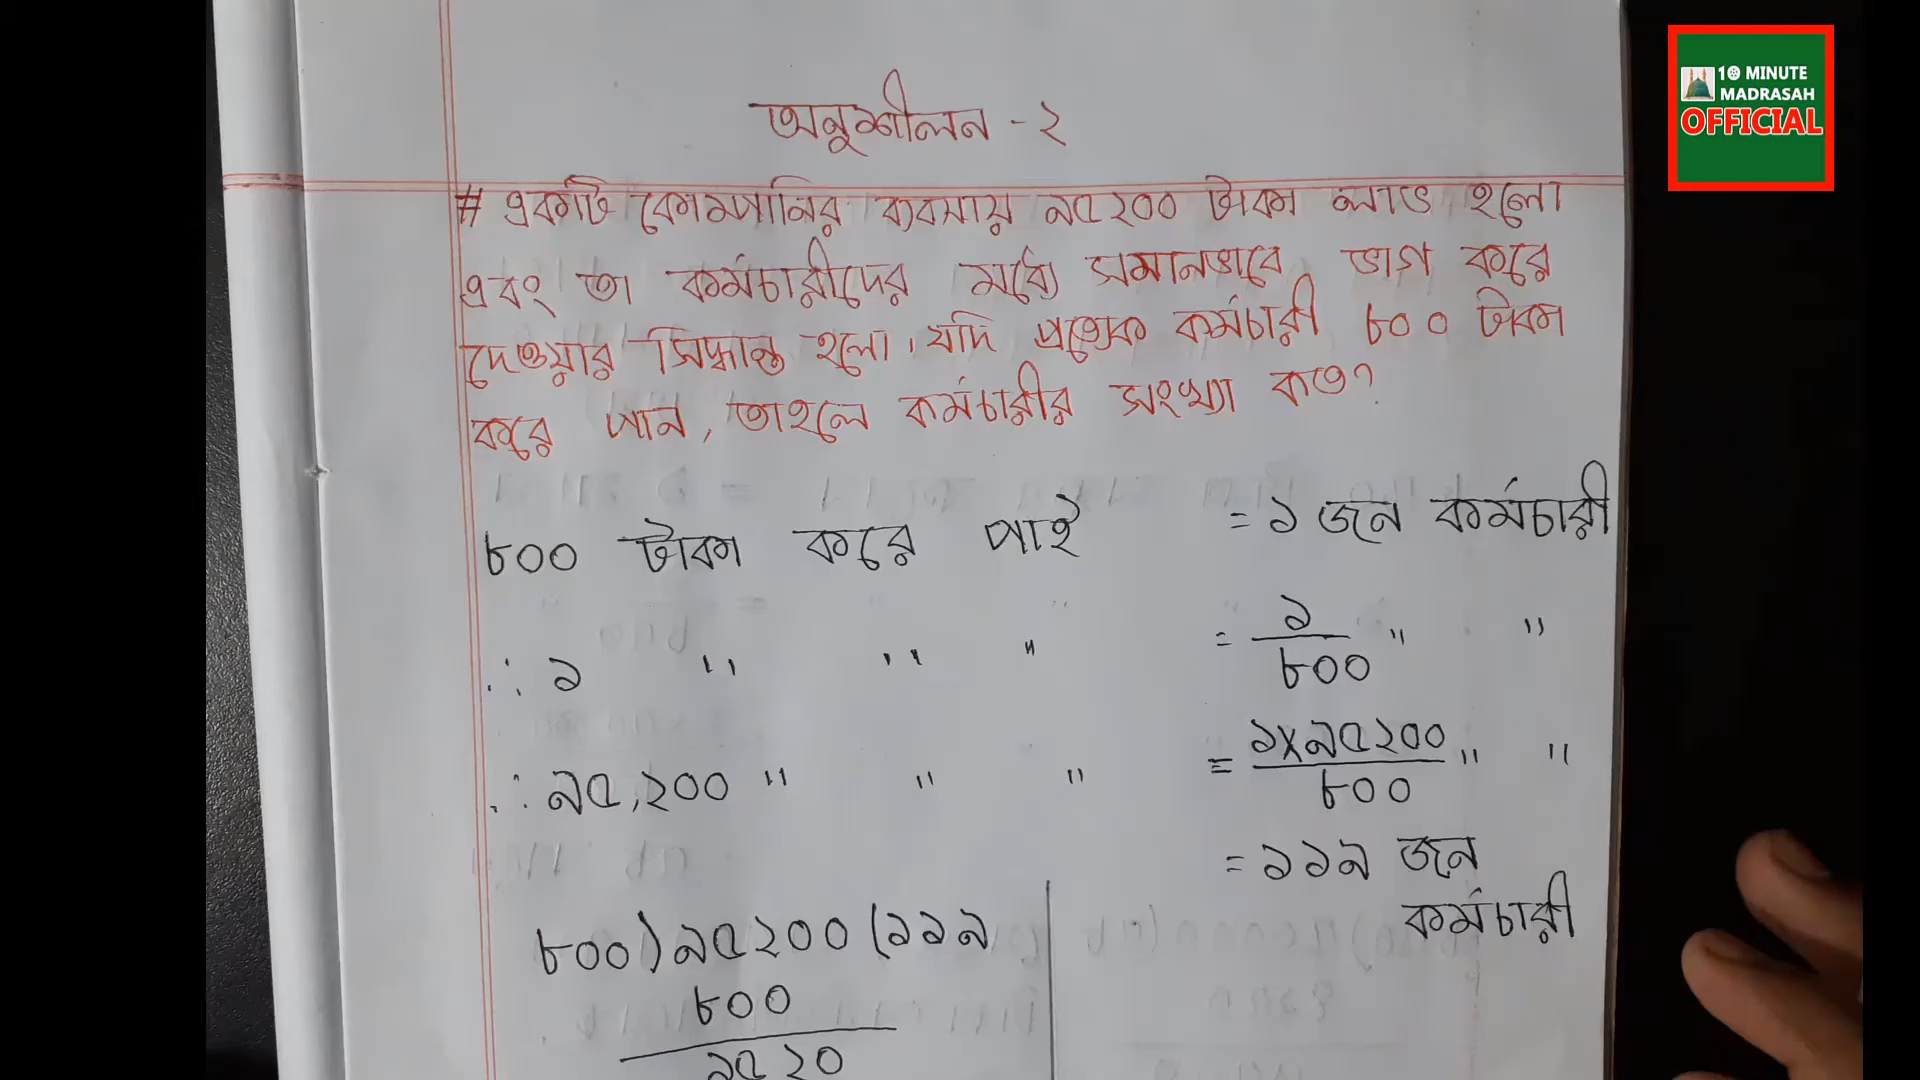 অনুশীলন - ২
# একটি কোম্পানির ব্যবসায় ৯৫২০০ টাকা লাভ হলো
এবং তা কর্মচারীদের মধ্যে সমানভাবে ভাগ করে
দেওয়ার সিদ্ধান্ত হলো। যদি প্রত্যেক কর্মচারী ৮০০ টাকা
করে পান, তাহলে কর্মচারীর সংখ্যা কত?
৮০০ টাকা করে পাই = ১ জন কর্মচারী
∴ ১ " " " = ১/৮০০ " "
∴ ৯৫,২০০ " " " = ১×৯৫২০০/৮০০ " "
= ১১৯ জন
কর্মচারী
৮০০)৯৫২০০(১১৯
৮০০
১৫২০
10 MINUTE
MADRASAH
OFFICIAL